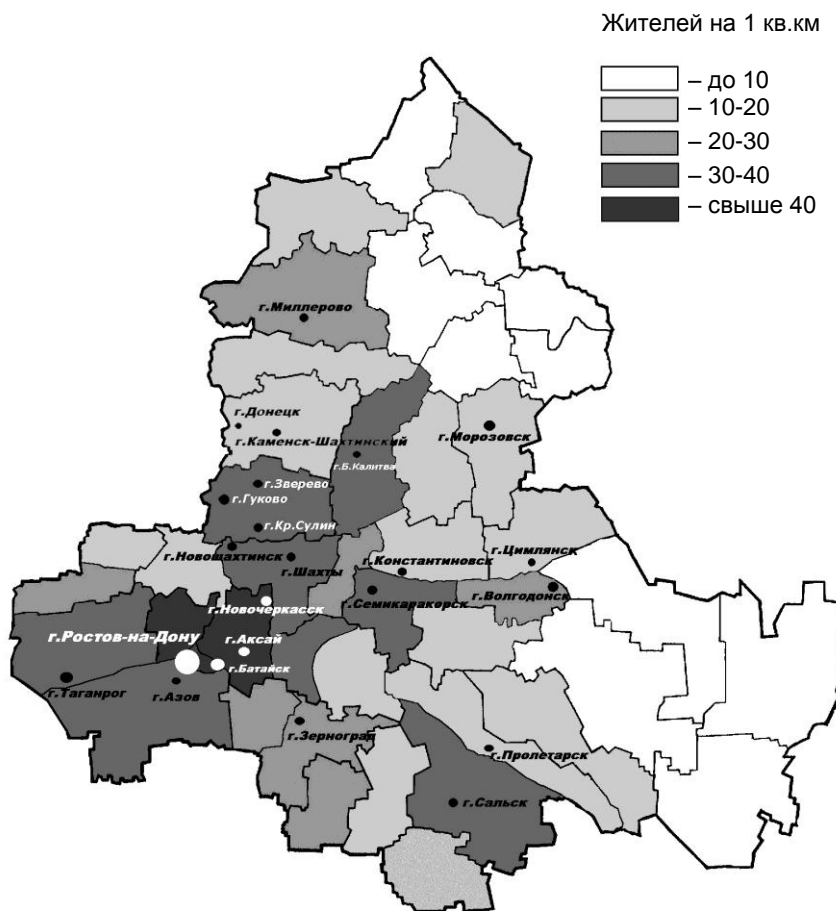 Жителей на 1 кв.км
– до 10
– 10-20
– 20-30
– 30-40
– свыше 40
г.Миллерово
г.Донецк
г.Каменск-Шахтинский
г.Морозовск
г.Б.Калитва
г.Зверево
г.Гуково
г.Кр.Сулин
г.Новошахтинск
г.Шахты
г.Константиновск
г.Цимлянск
г.Новочеркасск
г.Семикаракорск
г.Волгодонск
г.Ростов-на-Дону
г.Аксай
г.Батайск
г.Таганрог
г.Азов
г.Зерноград
г.Пролетарск
г.Сальск